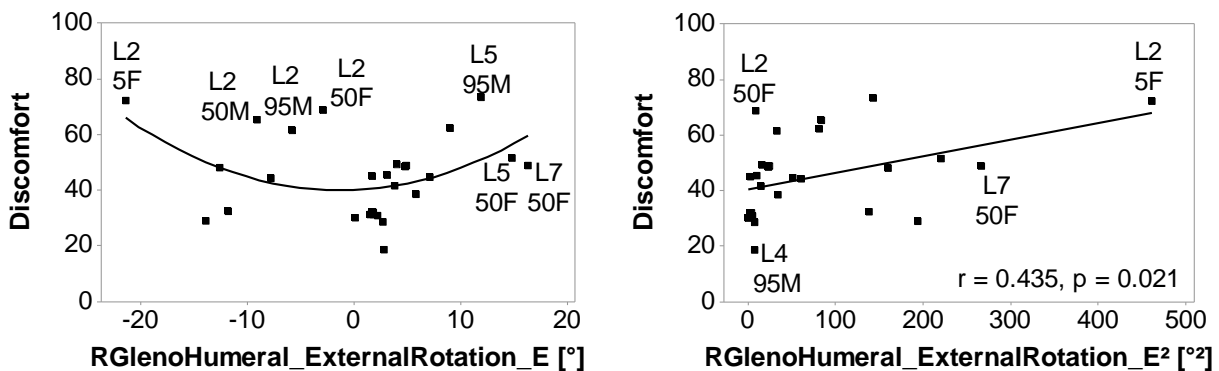 100
80
60
40
20
0
Discomfort
L2
5F
L2
50M
L2
95M
L2
50F
L5
95M
L5
50F
L7
50F
-20
-10
0
10
20
RGlenoHumeral_ExternalRotation_E [°]
100
80
60
40
20
0
Discomfort
L2
50F
L2
5F
L7
50F
L4
95M
r = 0.435, p = 0.021
0
100
200
300
400
500
RGlenoHumeral_ExternalRotation_E² [°²]